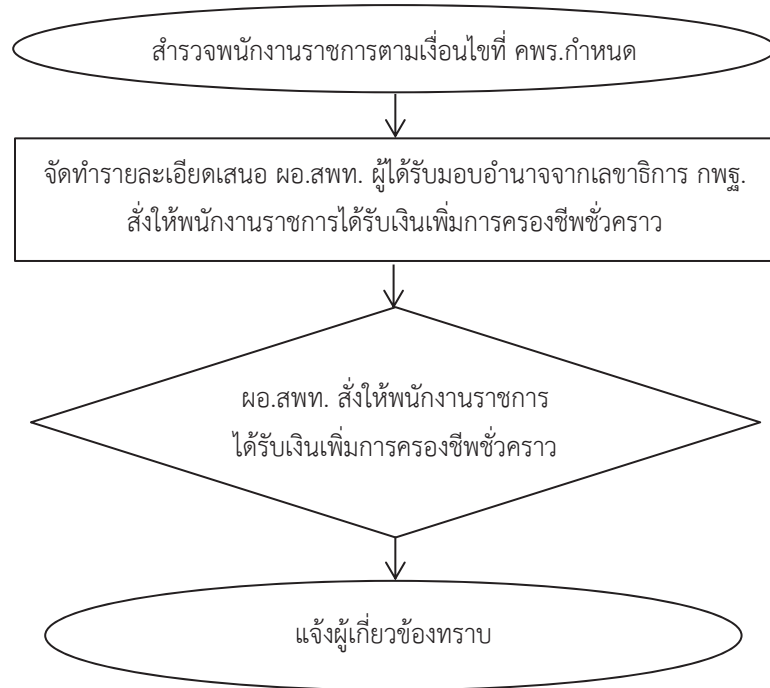 สำรวจพนักงานราชการตามเงื่อนไขที่ คพร.กำหนด
จัดทำรายละเอียดเสนอ ผอ.สพท. ผู้ได้รับมอบอำนาจจากเลขาธิการ กพฐ.
สั่งให้พนักงานราชการได้รับเงินเพิ่มการครองชีพชั่วคราว
ผอ.สพท. สั่งให้พนักงานราชการ
ได้รับเงินเพิ่มการครองชีพชั่วคราว
แจ้งผู้เกี่ยวข้องทราบ